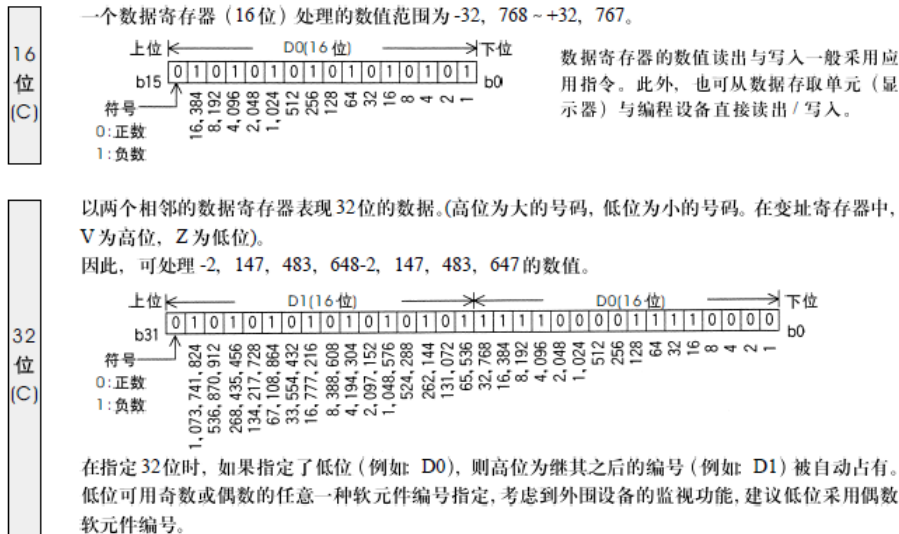 一个数据寄存器（16位）处理的数值范围为-32，768～+32，767。
16
位
(C)
上位 D0(16位) 下位
b15 0 1 0 1 0 1 0 1 0 1 0 1 0 1 0 1 b0
符号
0:正数
1:负数
16,384
8,192
4,096
2,048
1,024
512
256
128
64
32
16
8
4
2
1
数据寄存器的数值读出与写入一般采用应
用指令。此外，也可从数据存取单元（显
示器）与编程设备直接读出/写入。
32
位
(C)
以两个相邻的数据寄存器表现32位的数据。(高位为大的号码，低位为小的号码。在变址寄存器中，
V为高位，Z为低位)。
因此，可处理-2，147，483，648-2，147，483，647的数值。
上位 D1(16位) D0(16位) 下位
b31 0 1 0 1 0 1 0 1 0 1 0 1 0 1 0 1 1 1 1 1 0 0 0 0 1 1 1 1 0 0 0 0 b0
符号
0:正数
1:负数
1,073,741,824
536,870,912
268,435,456
134,217,728
67,108,864
33,554,432
16,777,216
8,388,608
4,194,304
2,097,152
1,048,576
524,288
262,144
131,072
65,536
32,768
16,384
8,192
4,096
2,048
1,024
512
256
128
64
32
16
8
4
2
1
在指定32位时，如果指定了低位（例如: D0），则高位为继其之后的编号（例如: D1）被自动占有。
低位可用奇数或偶数的任意一种软元件编号指定，考虑到外围设备的监视功能，建议低位采用偶数
软元件编号。